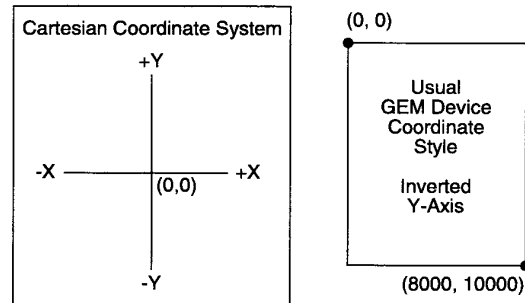 Cartesian Coordinate System
+Y
-X
+X
(0,0)
-Y
(0, 0)
Usual
GEM Device
Coordinate
Style
Inverted
Y-Axis
(8000, 10000)